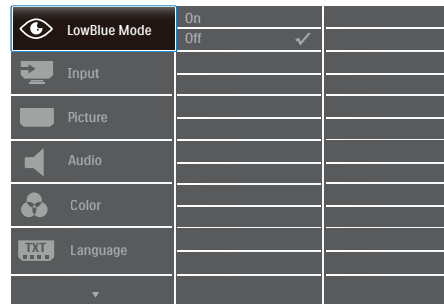 LowBlue Mode
On
Off
Input
Picture
Audio
Color
TXT
Language